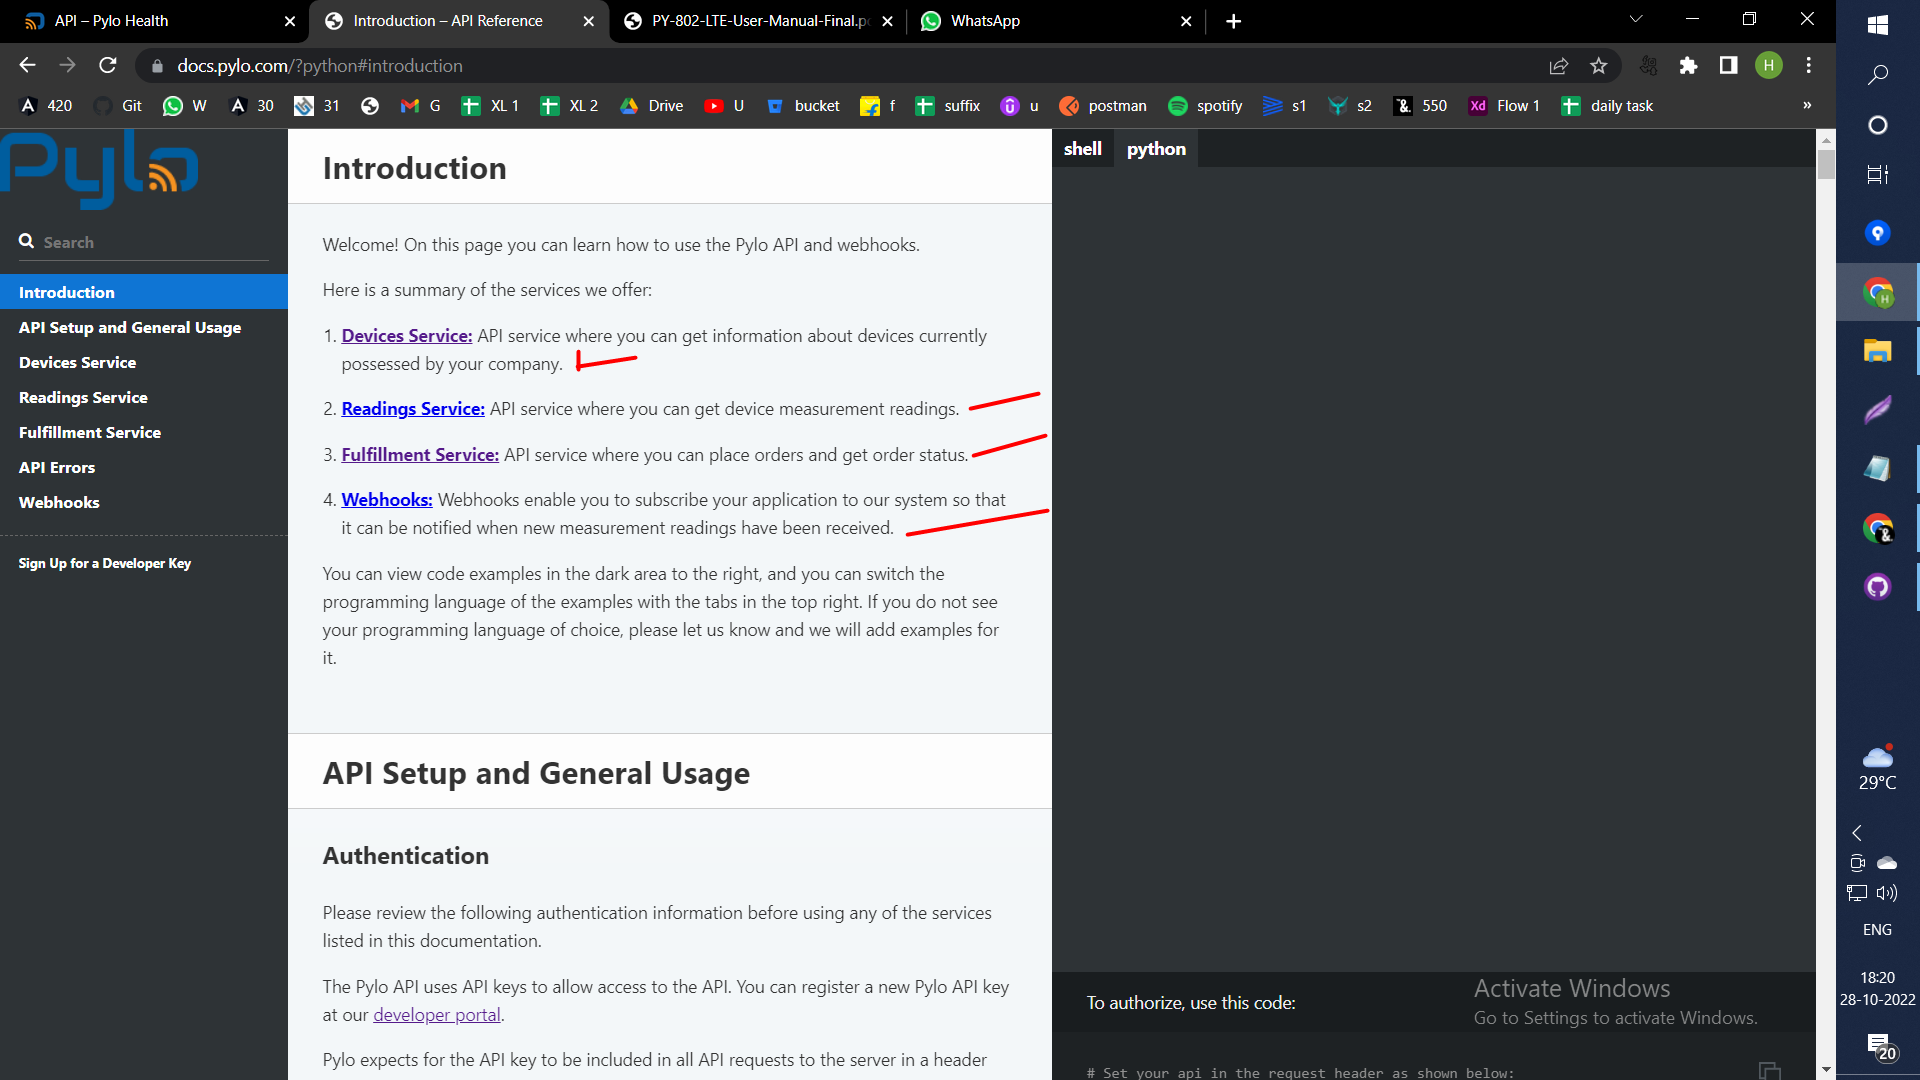 API – Pylo Health
Introduction – API Reference
PY-802-LTE-User-Manual-Final.p
WhatsApp
docs.pylo.com/?python#introduction
H
420
Git
W
30
31
G
XL 1
XL 2
Drive
U
bucket
f
suffix
u
postman
spotify
s1
s2
550
Xd
Flow 1
daily task
»
Pylo
Search
Introduction
API Setup and General Usage
Devices Service
Readings Service
Fulfillment Service
API Errors
Webhooks
Sign Up for a Developer Key
Introduction
Welcome! On this page you can learn how to use the Pylo API and webhooks.
Here is a summary of the services we offer:
1. Devices Service: API service where you can get information about devices currently
possessed by your company.
2. Readings Service: API service where you can get device measurement readings.
3. Fulfillment Service: API service where you can place orders and get order status.
4. Webhooks: Webhooks enable you to subscribe your application to our system so that
it can be notified when new measurement readings have been received.
You can view code examples in the dark area to the right, and you can switch the
programming language of the examples with the tabs in the top right. If you do not see
your programming language of choice, please let us know and we will add examples for
it.
API Setup and General Usage
Authentication
Please review the following authentication information before using any of the services
listed in this documentation.
The Pylo API uses API keys to allow access to the API. You can register a new Pylo API key
at our developer portal.
Pylo expects for the API key to be included in all API requests to the server in a header
shell
python
To authorize, use this code:
# Set your api in the request header as shown below:
Activate Windows
Go to Settings to activate Windows.
29°C
ENG
18:20
28-10-2022
20